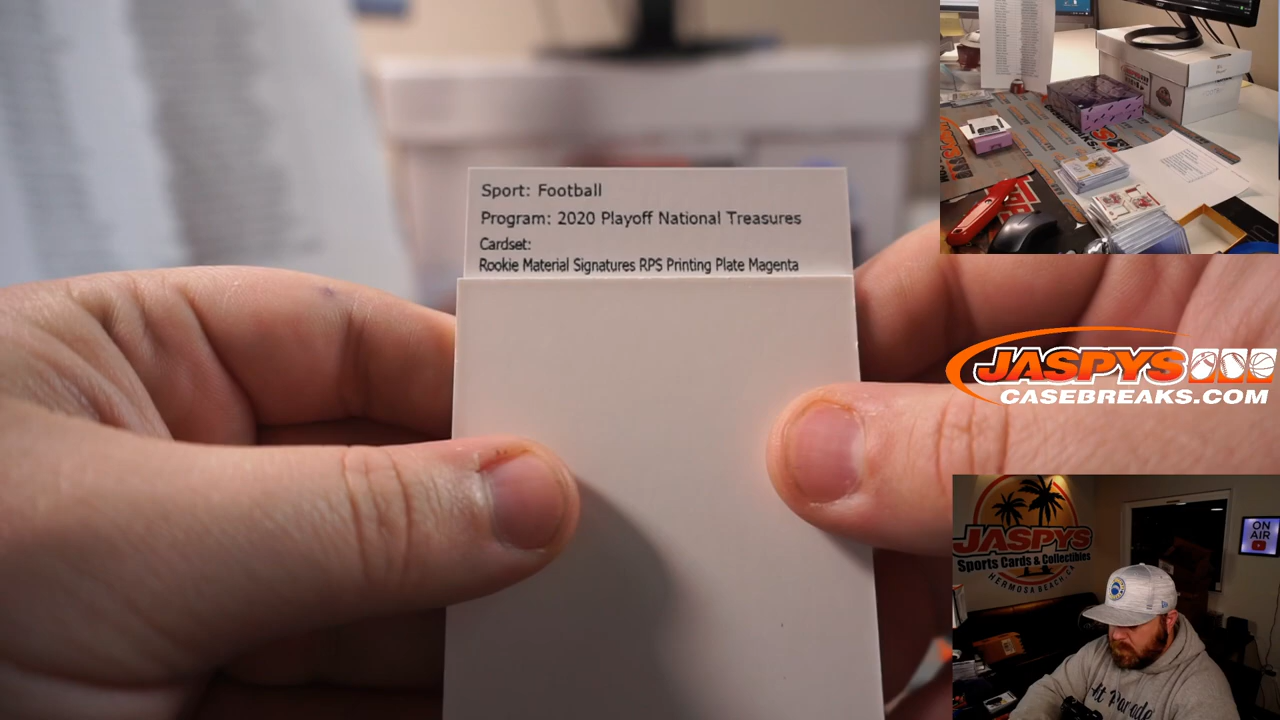 Sport: Football
Program: 2020 Playoff National Treasures
Cardset:
Rookie Material Signatures RPS Printing Plate Magenta
JASPYS
CASEBREAKS.COM
JASPYS
Sports Cards & Collectibles
HERMOSA BEACH, CA
ON
AIR